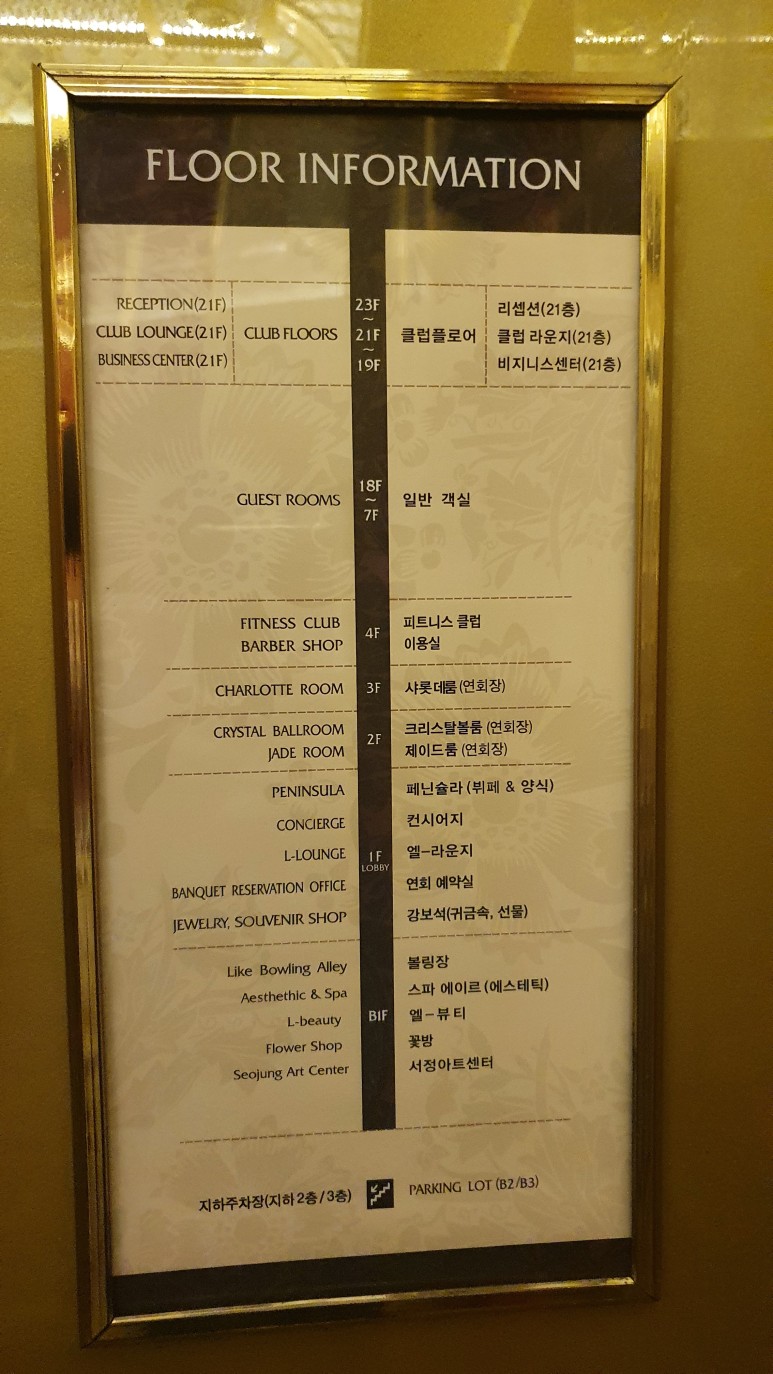 FLOOR INFORMATION
RECEPTION(21F)
CLUB LOUNGE(21F)
BUSINESS CENTER(21F)
CLUB FLOORS
23F
~
21F
~
19F
클럽플로어
리셉션(21층)
클럽 라운지(21층)
비지니스센터(21층)
GUEST ROOMS
18F
~
7F
일반 객실
FITNESS CLUB
BARBER SHOP
4F
피트니스 클럽
이용실
CHARLOTTE ROOM 3F 샤롯데룸 (연회장)
CRYSTAL BALLROOM
JADE ROOM
2F
크리스탈볼룸 (연회장)
제이드룸 (연회장)
PENINSULA
CONCIERGE
L-LOUNGE
BANQUET RESERVATION OFFICE
JEWELRY, SOUVENIR SHOP
1F
LOBBY
페닌슐라 (뷔페 & 양식)
컨시어지
엘-라운지
연회 예약실
강보석(귀금속, 선물)
Like Bowling Alley
Aesthethic & Spa
L-beauty
Flower Shop
Seojung Art Center
B1F
볼링장
스파 에이르 (에스테틱)
엘-뷰티
꽃방
서정아트센터
지하주차장(지하 2층 / 3층) PARKING LOT (B2/B3)